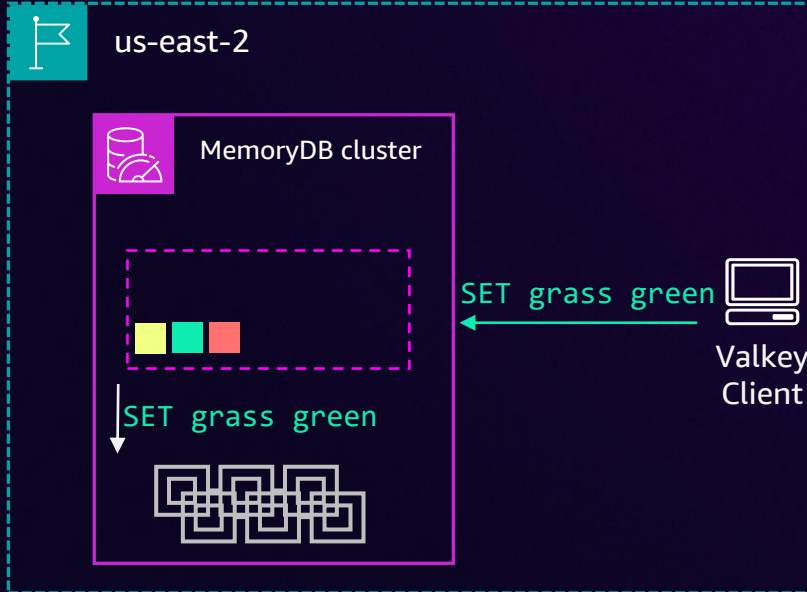 us-east-2
MemoryDB cluster
SET grass green
Valkey
Client
SET grass green